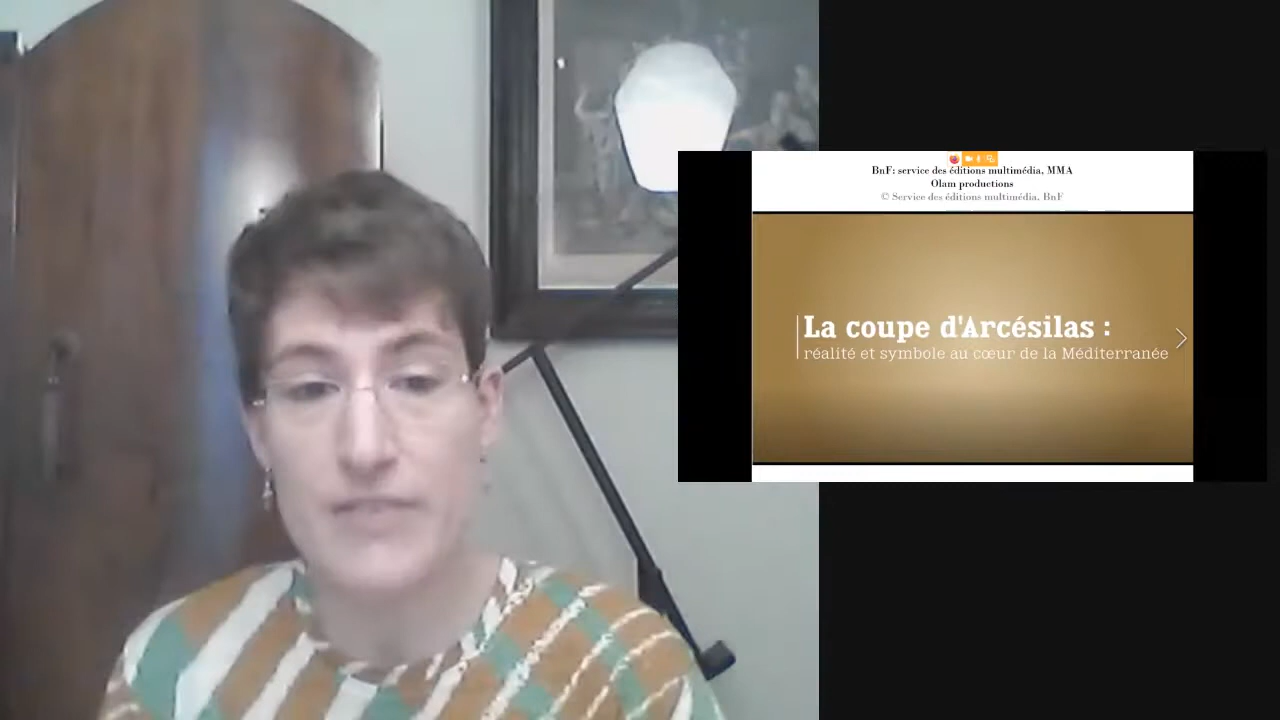 BnF: service des éditions multimédia, MMA
Olam productions
© Service des éditions multimédia, BnF
La coupe d'Arcésilas :
réalité et symbole au cœur de la Méditerranée